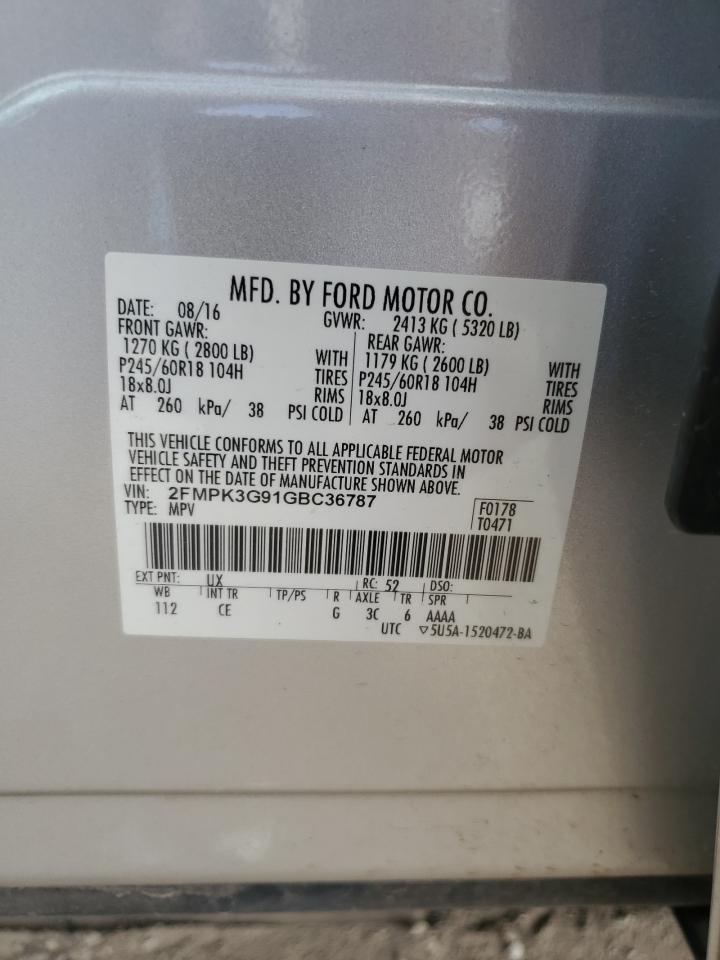 MFD. BY FORD MOTOR CO.
DATE: 08/16 GVWR: 2413 KG ( 5320 LB)
FRONT GAWR: REAR GAWR:
1270 KG ( 2800 LB) WITH 1179 KG ( 2600 LB) WITH
P245/60R18 104H TIRES P245/60R18 104H TIRES
18x8.0J RIMS 18x8.0J RIMS
AT 260 kPa/ 38 PSI COLD AT 260 kPa/ 38 PSI COLD
THIS VEHICLE CONFORMS TO ALL APPLICABLE FEDERAL MOTOR
VEHICLE SAFETY AND THEFT PREVENTION STANDARDS IN
EFFECT ON THE DATE OF MANUFACTURE SHOWN ABOVE.
VIN: 2FMPK3G91GBC36787 F0178
TYPE: MPV T0471
EXT PNT: UX RC: 52 DSO:
WB INT TR TP/PS R AXLE TR SPR
112 CE G 3C 6 AAAA
UTC ▽5U5A-1520472-BA